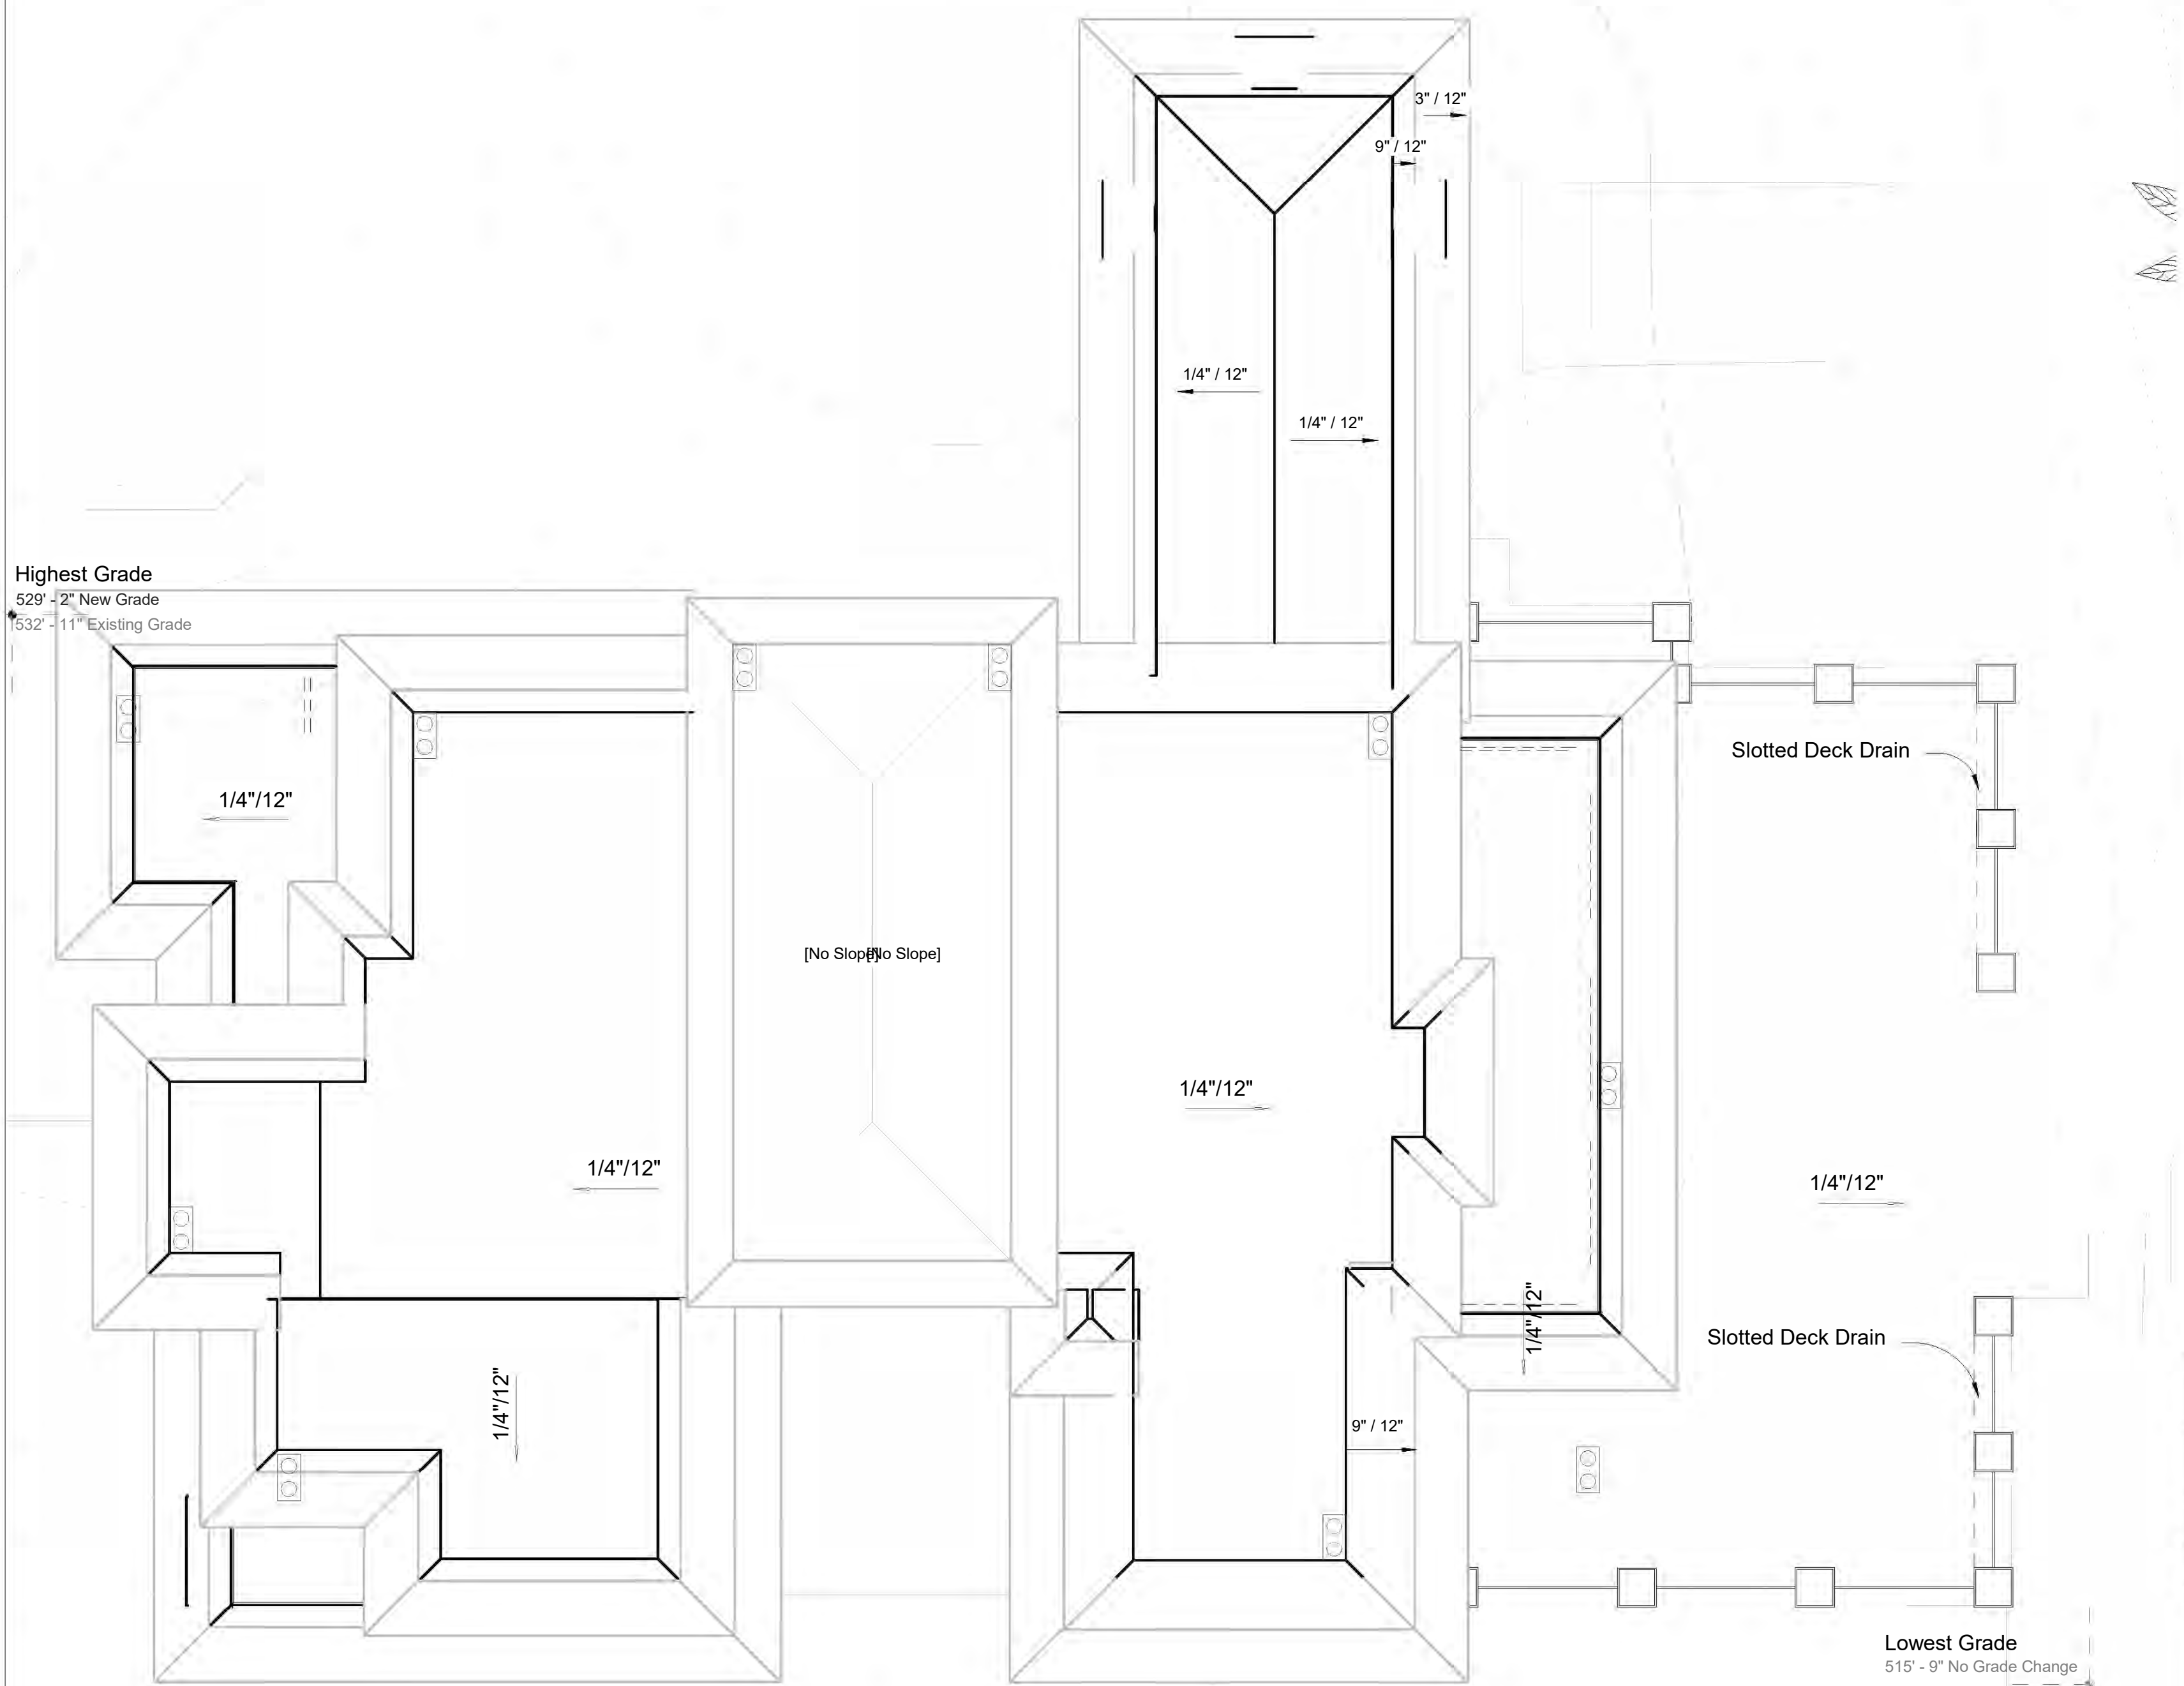 3" / 12"
9" / 12"
1/4" / 12"
1/4" / 12"
Highest Grade
529' - 2" New Grade
532' - 11" Existing Grade
Slotted Deck Drain
1/4"/12"
[No Slope]
[No Slope]
1/4"/12"
1/4"/12"
1/4"/12"
1/4"/12"
Slotted Deck Drain
1/4"/12"
9" / 12"
Lowest Grade
515' - 9" No Grade Change